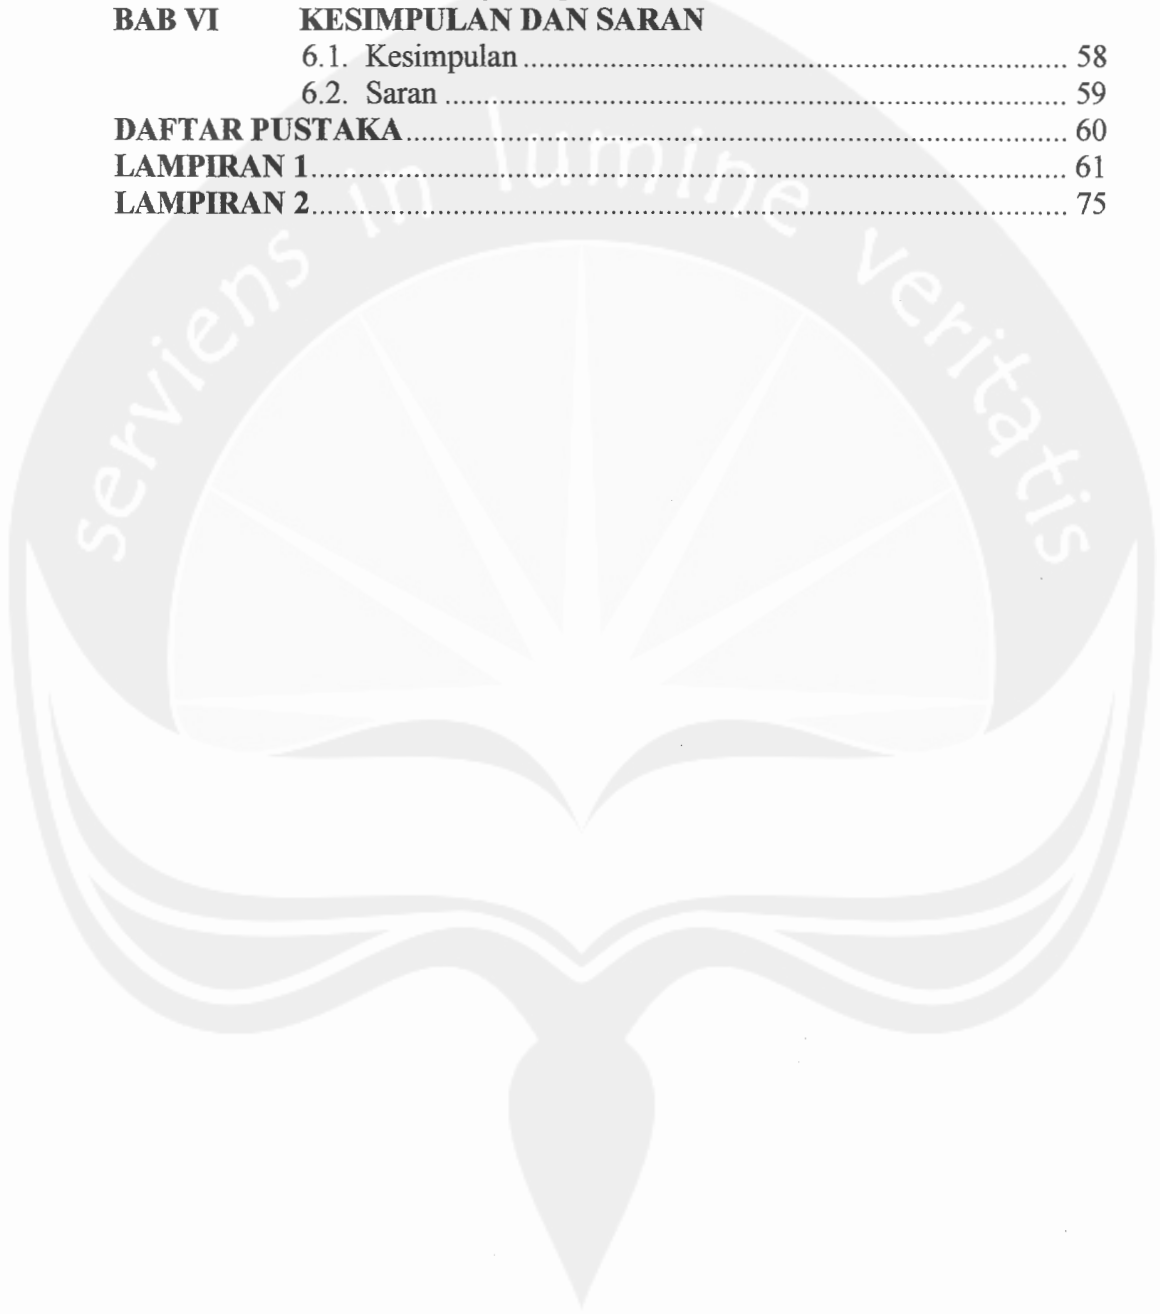 BAB VI KESIMPULAN DAN SARAN
6.1. Kesimpulan ........................................................................ 58
6.2. Saran ................................................................................... 59
DAFTAR PUSTAKA ........................................................................ 60
LAMPIRAN 1 ........................................................................ 61
LAMPIRAN 2 ........................................................................ 75
serviens in lumine veritatis